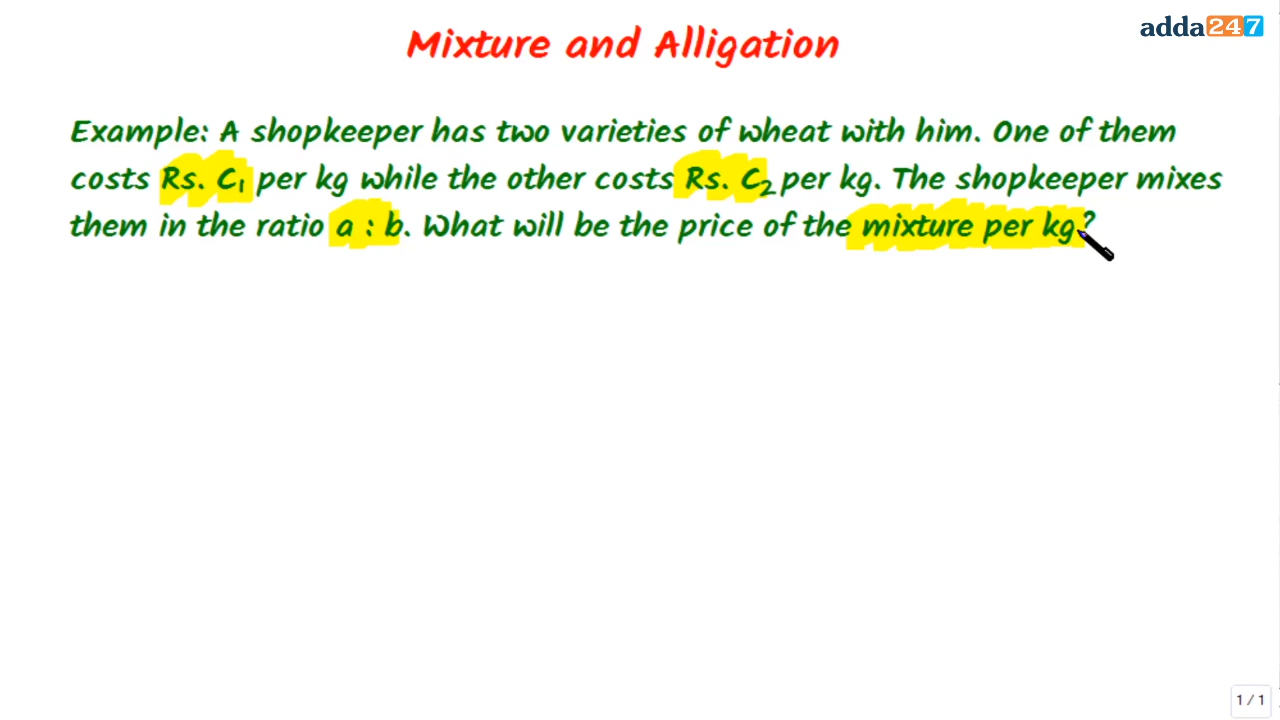 adda247
Mixture and Alligation
Example: A shopkeeper has two varieties of wheat with him. One of them
costs Rs. C₁ per kg while the other costs Rs. C₂ per kg. The shopkeeper mixes
them in the ratio a : b. What will be the price of the mixture per kg?
1 / 1